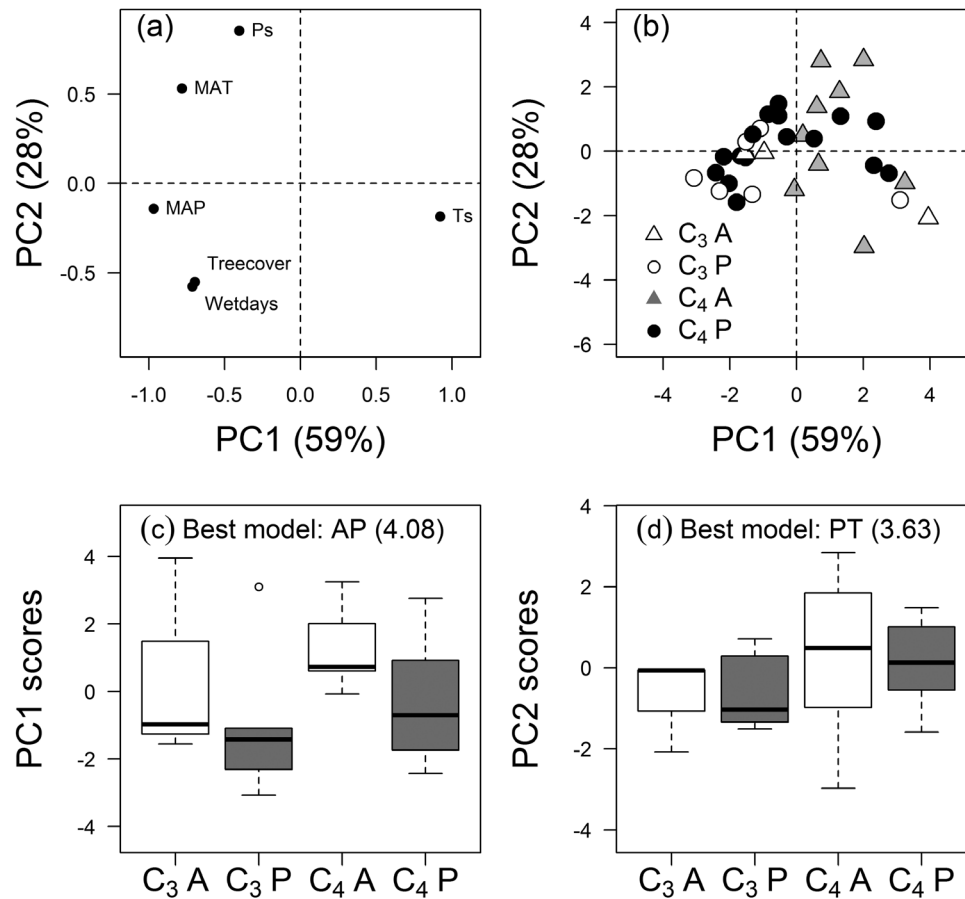 (a)
Ps
MAT
MAP
Ts
Treecover
Wetdays
PC2 (28%)
0.5
0.0
-0.5
-1.0 -0.5 0.0 0.5 1.0
PC1 (59%)
(b)
PC2 (28%)
4
2
0
-2
-4
-6
C3 A
C3 P
C4 A
C4 P
-4 -2 0 2 4
PC1 (59%)
(c) Best model: AP (4.08)
PC1 scores
4
2
0
-2
-4
C3 A C3 P C4 A C4 P
(d) Best model: PT (3.63)
PC2 scores
4
2
0
-2
-4
C3 A C3 P C4 A C4 P